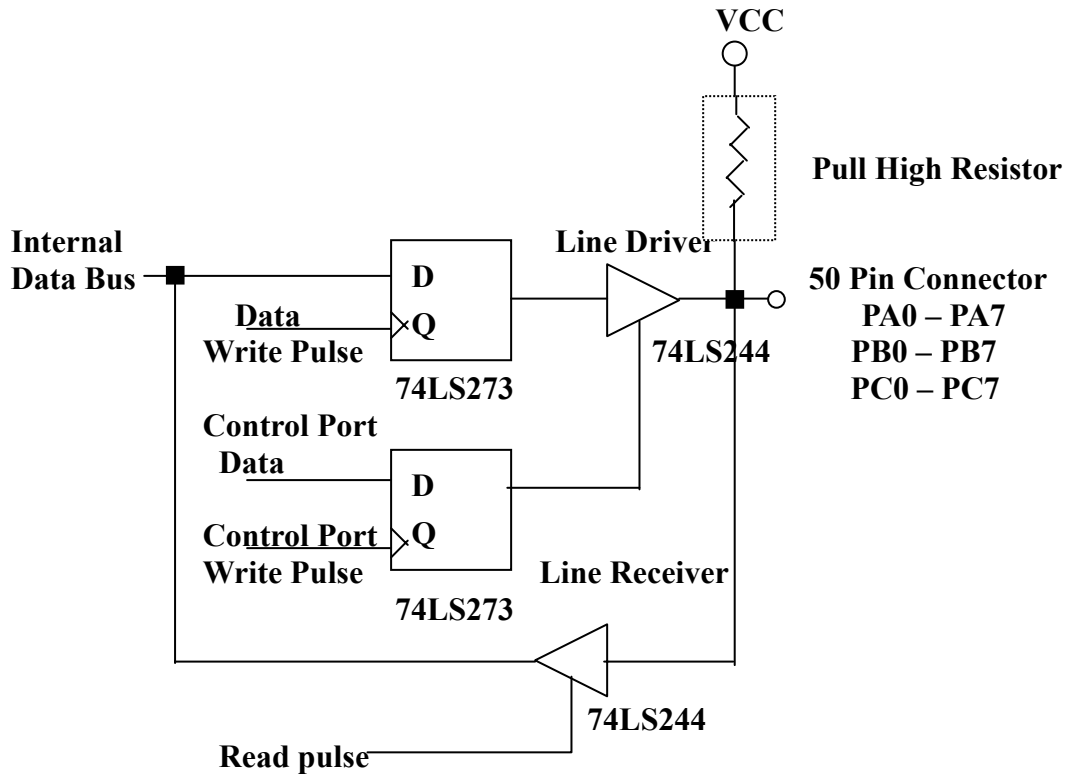 VCC
Pull High Resistor
Internal
Data Bus
Line Driver
50 Pin Connector
PA0 – PA7
PB0 – PB7
PC0 – PC7
D
Q
Data
Write Pulse
74LS244
74LS273
Control Port
Data
D
Q
Control Port
Write Pulse
Line Receiver
74LS273
74LS244
Read pulse